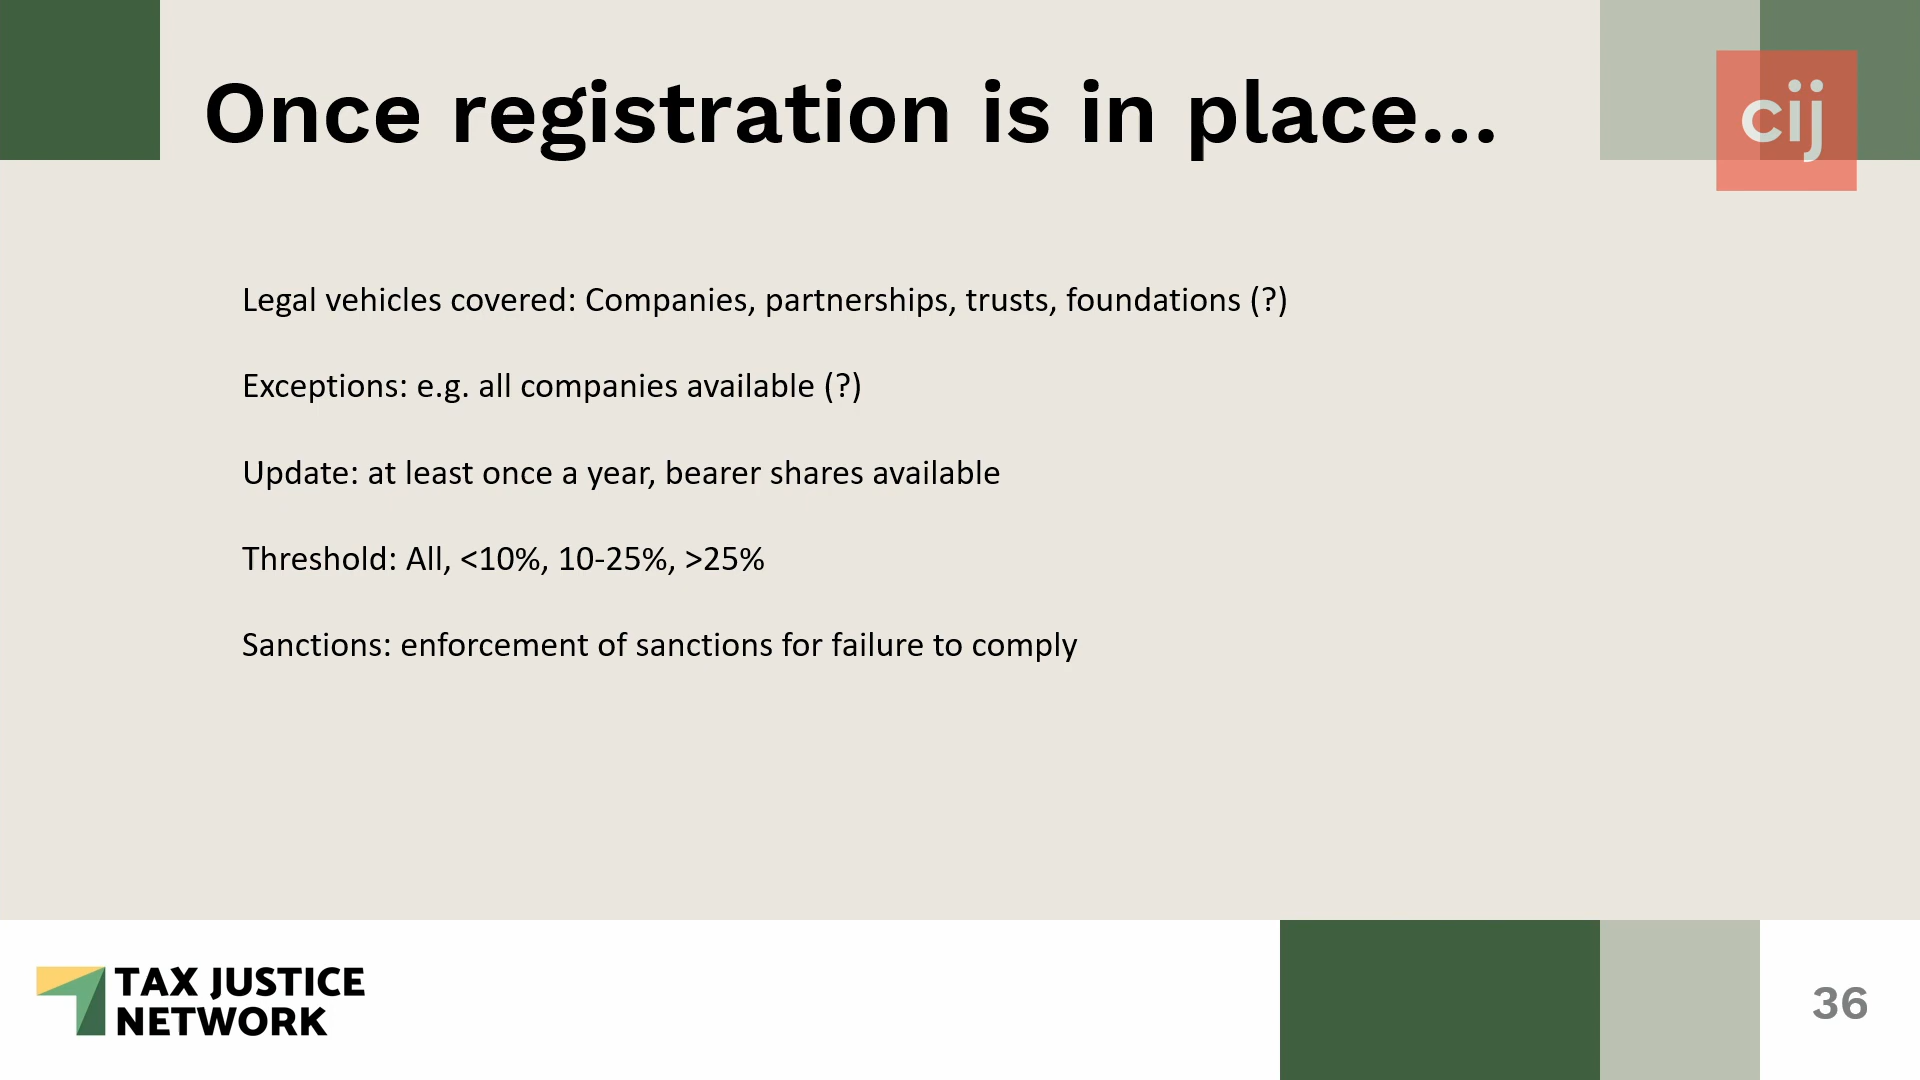 Once registration is in place...
cij
Legal vehicles covered: Companies, partnerships, trusts, foundations (?)
Exceptions: e.g. all companies available (?)
Update: at least once a year, bearer shares available
Threshold: All, <10%, 10-25%, >25%
Sanctions: enforcement of sanctions for failure to comply
TAX JUSTICE
NETWORK
36